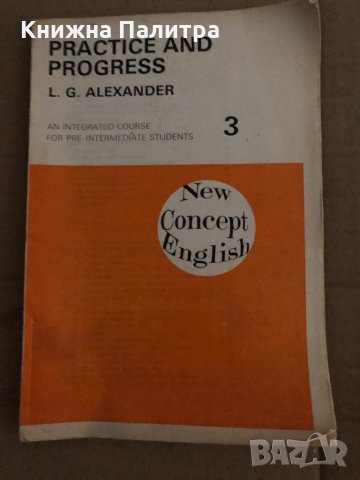 Книжна Палитра
PRACTICE AND
PROGRESS
L. G. ALEXANDER
AN INTEGRATED COURSE
FOR PRE-INTERMEDIATE STUDENTS
3
New
Concept
English
BAZAR